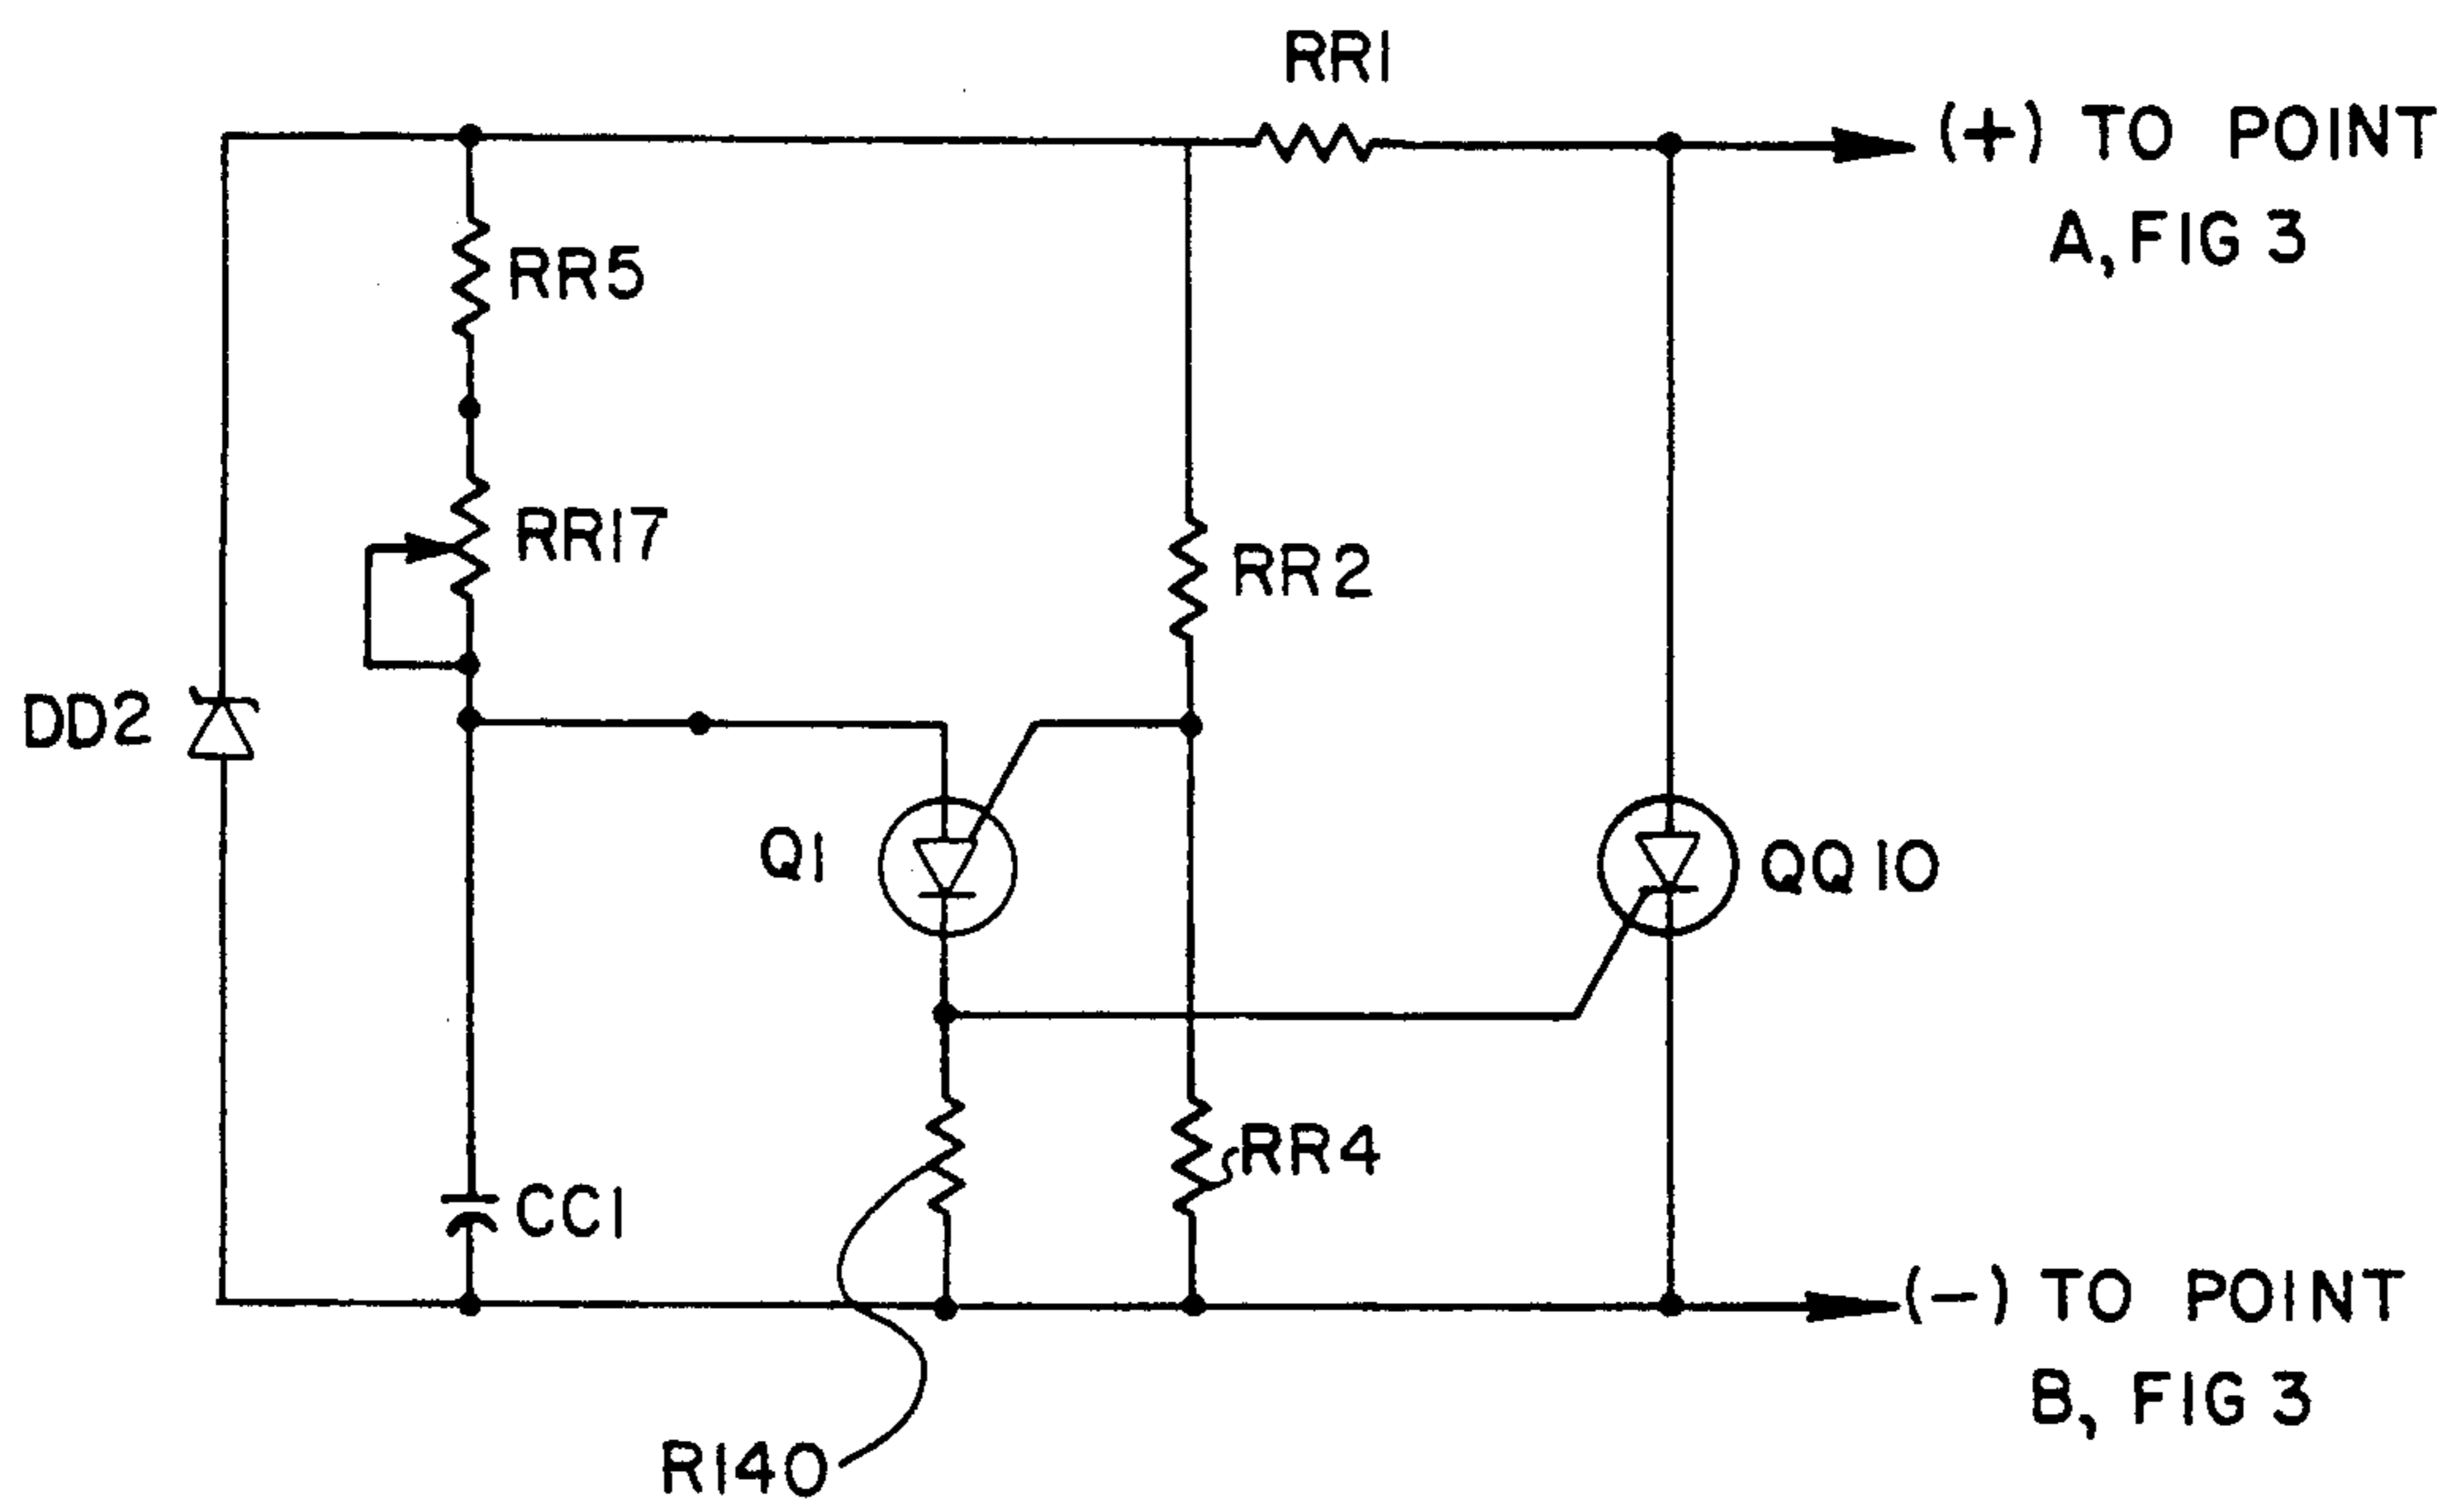 RR1
(+) TO POINT
A, FIG 3
RR5
RR17
RR2
DD2
Q1
QQ10
RR4
CC1
(-) TO POINT
B, FIG 3
R140